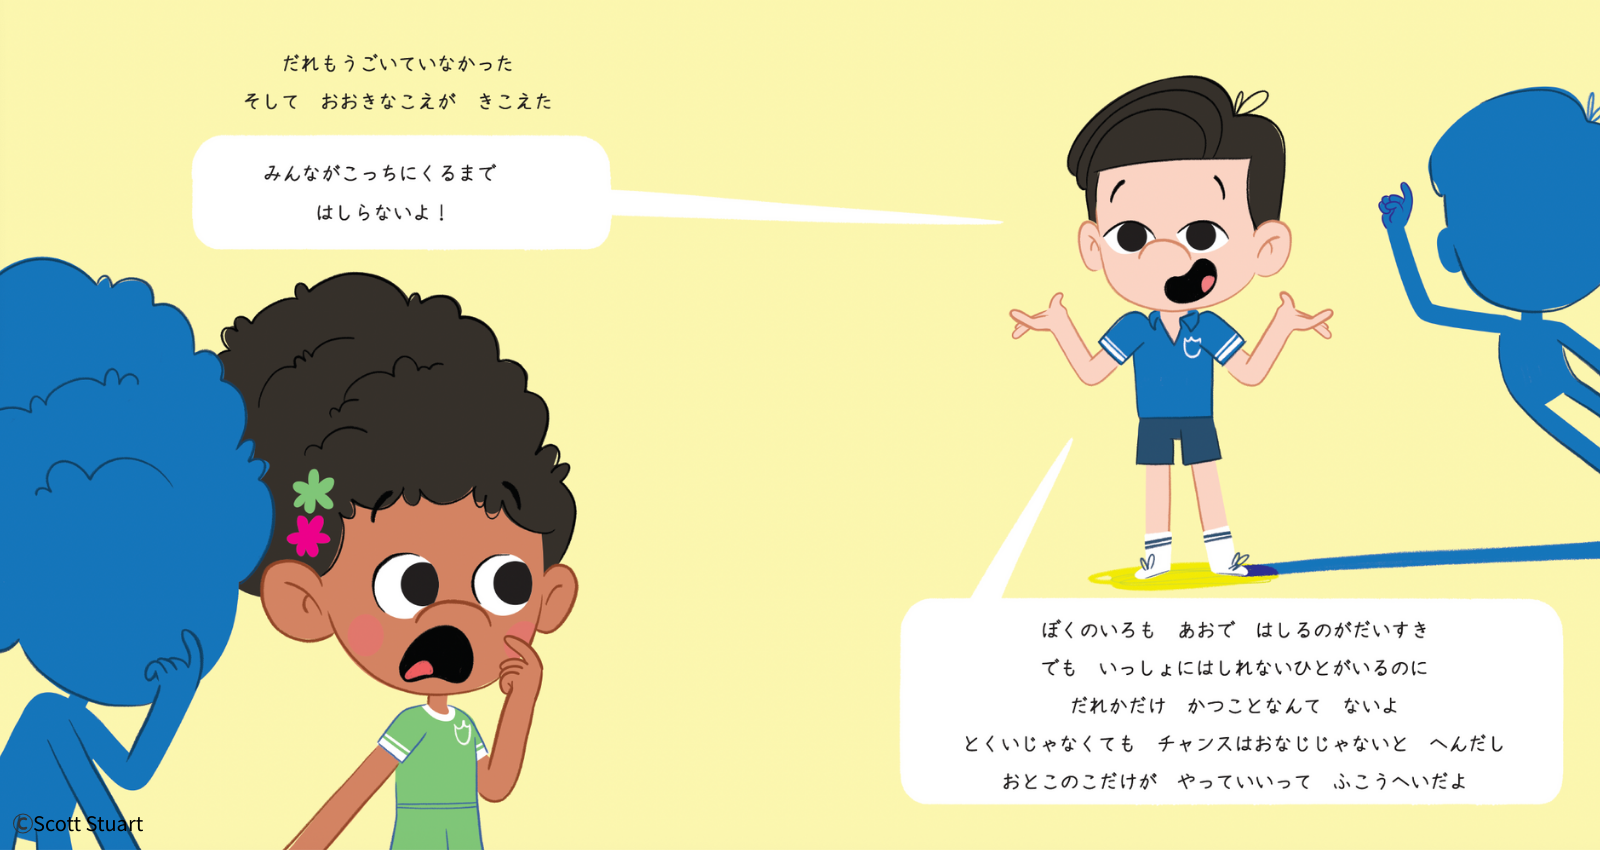 だれもうごいていなかった
そして　おおきなこえが　きこえた
みんながこっちにくるまで
はしらないよ！
ぼくのいろも　あおで　はしるのがだいすき
でも　いっしょにはしれないひとがいるのに
だれかだけ　かつことなんて　ないよ
とくいじゃなくても　チャンスはおなじじゃないと　へんだし
おとこのこだけが　やっていいって　ふこうへいだよ
©Scott Stuart